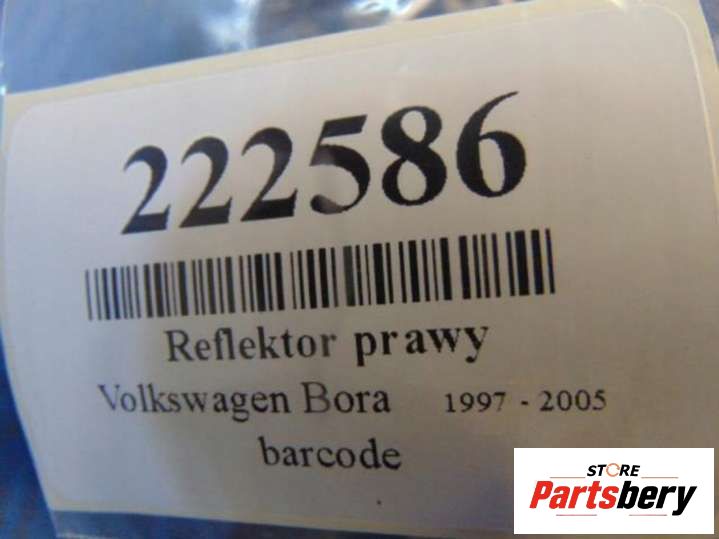 222586
Reflektor prawy
Volkswagen Bora 1997 - 2005
barcode
STORE
Partsbery